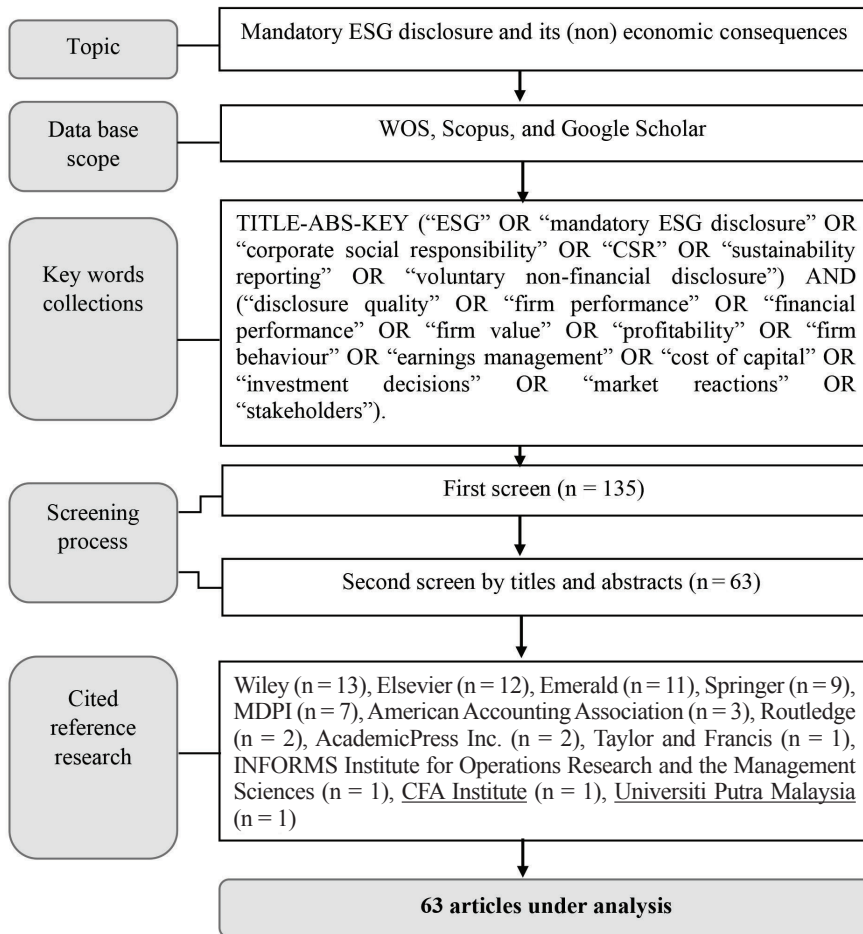 Topic
Mandatory ESG disclosure and its (non) economic consequences
Data base
scope
WOS, Scopus, and Google Scholar
Key words
collections
TITLE-ABS-KEY (“ESG” OR “mandatory ESG disclosure” OR
“corporate social responsibility” OR “CSR” OR “sustainability
reporting” OR “voluntary non-financial disclosure”) AND
(“disclosure quality” OR “firm performance” OR “financial
performance” OR “firm value” OR “profitability” OR “firm
behaviour” OR “earnings management” OR “cost of capital” OR
“investment decisions” OR “market reactions” OR
“stakeholders”).
Screening
process
First screen (n = 135)
Second screen by titles and abstracts (n = 63)
Cited
reference
research
Wiley (n = 13), Elsevier (n = 12), Emerald (n = 11), Springer (n = 9),
MDPI (n = 7), American Accounting Association (n = 3), Routledge
(n = 2), AcademicPress Inc. (n = 2), Taylor and Francis (n = 1),
INFORMS Institute for Operations Research and the Management
Sciences (n = 1), CFA Institute (n = 1), Universiti Putra Malaysia
(n = 1)
63 articles under analysis